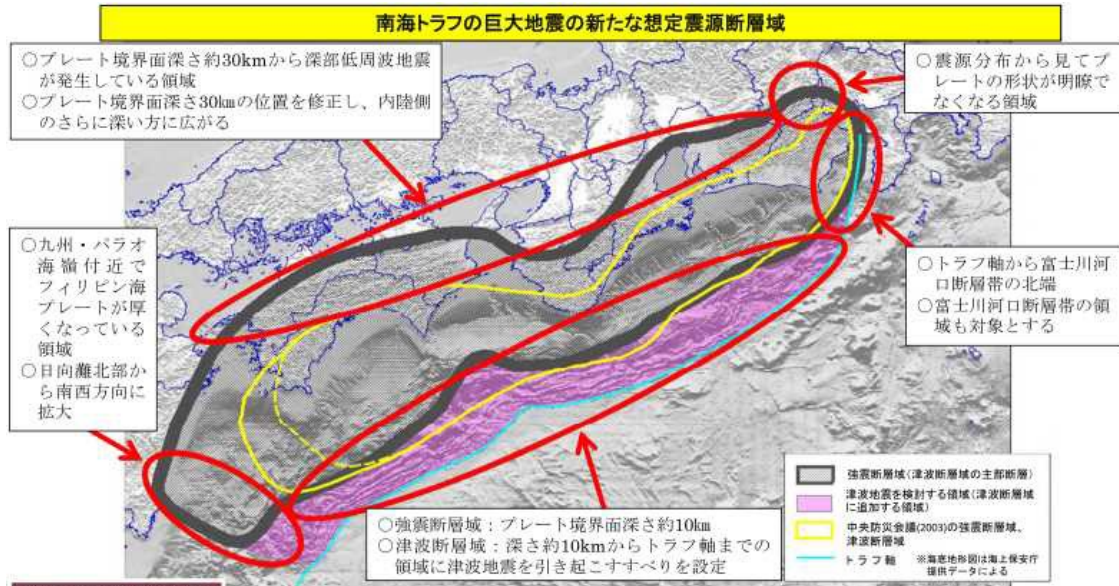 南海トラフの巨大地震の新たな想定震源断層域
○プレート境界面深さ約30kmから深部低周波地震
が発生している領域
○プレート境界面深さ30kmの位置を修正し、内陸側
のさらに深い方に広がる
○震源分布から見てプ
レートの形状が明瞭
でなくなる領域
○九州・パラオ
海嶺付近で
フィリピン海
プレートが厚
くなっている
領域
○日向灘北部か
ら南西方向に
拡大
○トラフ軸から富士川河
口断層帯の北端
○富士川河口断層帯の領
域も対象とする
○強震断層域：プレート境界面深さ約10km
○津波断層域：深さ約10kmからトラフ軸までの
領域に津波地震を引き起こすすべりを設定
強震断層域(津波断層域の主部断層)
津波地震を検討する領域(津波断層域
に追加する領域)
中央防災会議(2003)の強震断層域、
津波断層域
トラフ軸 ※海底地形図は海上保安庁
提供データによる